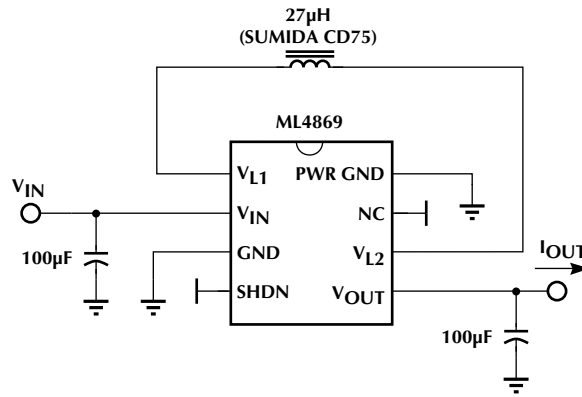 27µH
(SUMIDA CD75)
ML4869
VL1
PWR GND
VIN
VIN
NC
GND
VL2
IOUT
100µF
SHDN
VOUT
100µF